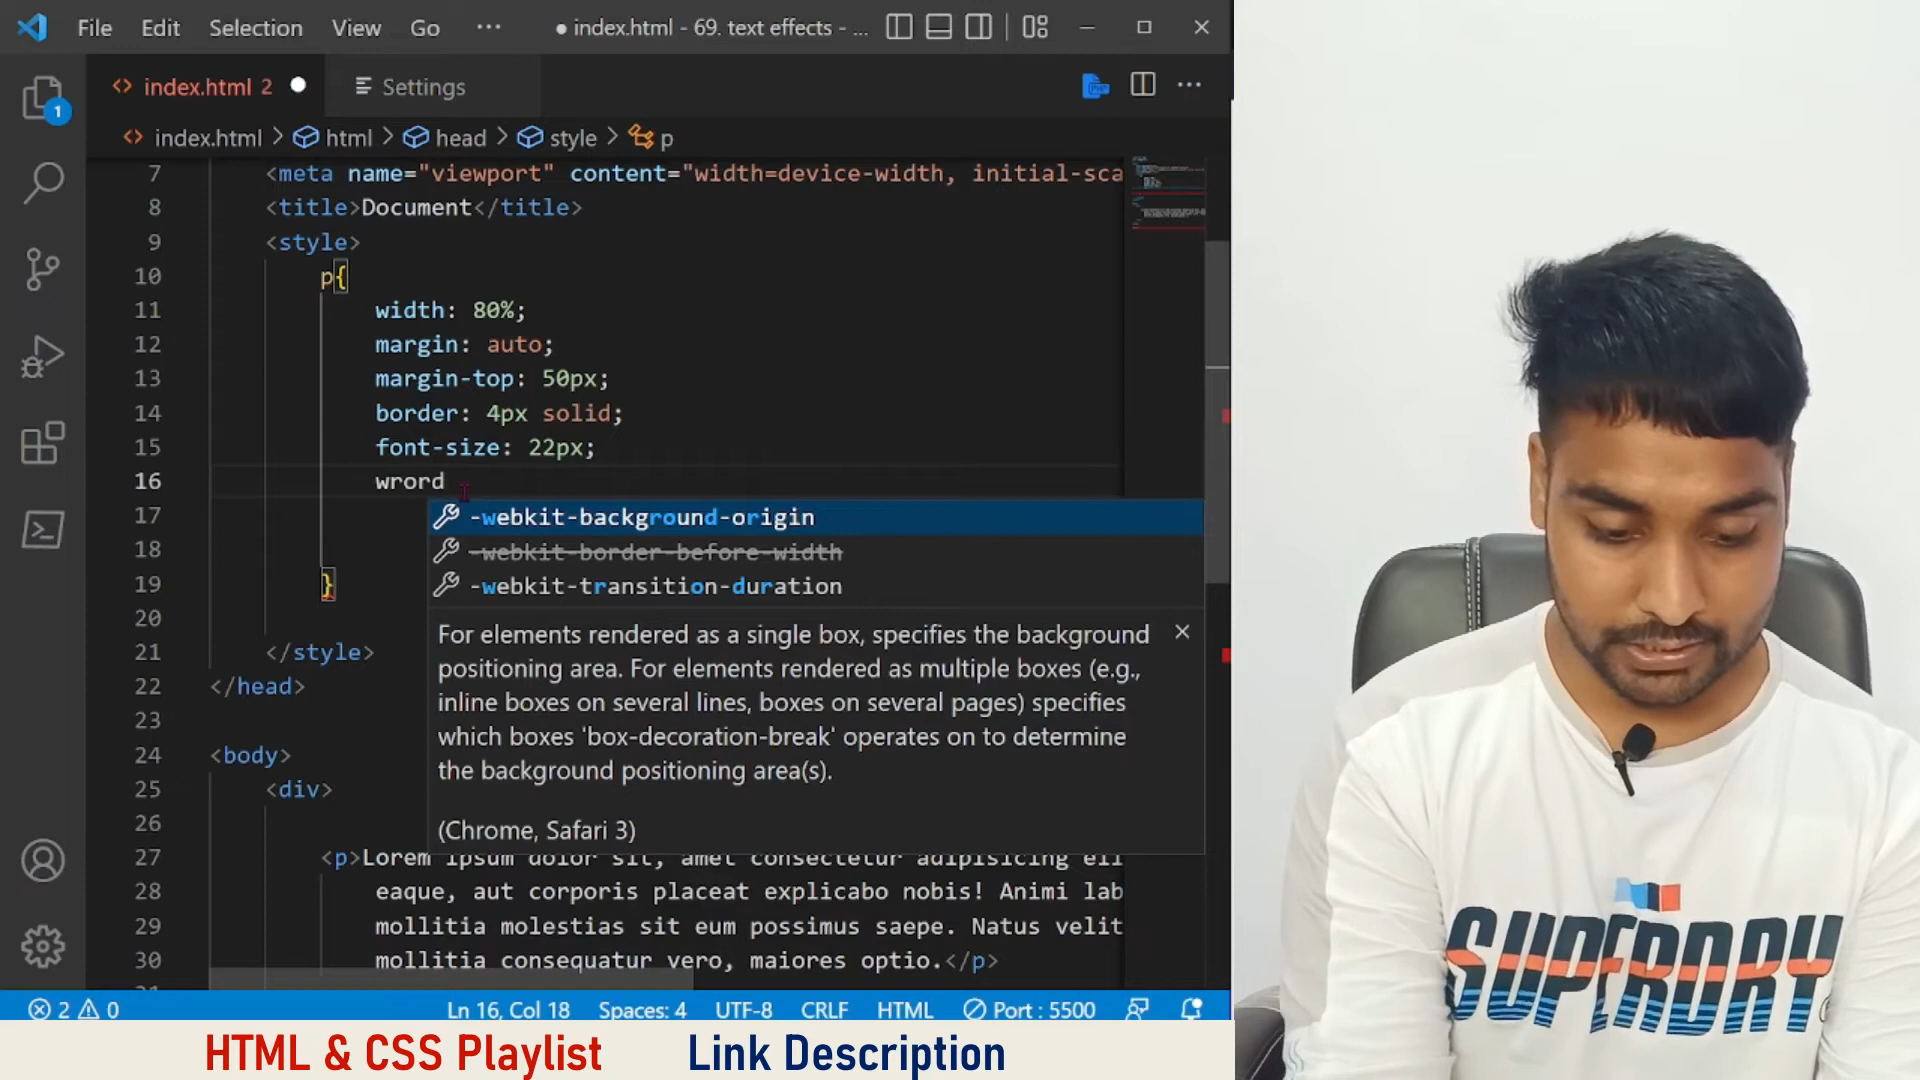 File Edit Selection View Go ··· ● index.html - 69. text effects - ...
index.html 2 ● Settings
index.html > html > head > style > p
7 <meta name="viewport" content="width=device-width, initial-sca
8 <title>Document</title>
9 <style>
10 p{
11 width: 80%;
12 margin: auto;
13 margin-top: 50px;
14 border: 4px solid;
15 font-size: 22px;
16 wrord
17
18
19 }
20
21 </style>
22 </head>
23
24 <body>
25 <div>
26
27 <p>Lorem ipsum dolor sit, amet consectetur adipisicing eli
28 eaque, aut corporis placeat explicabo nobis! Animi lab
29 mollitia molestias sit eum possimus saepe. Natus velit
30 mollitia consequatur vero, maiores optio.</p>
-webkit-background-origin
-webkit-border-before-width
-webkit-transition-duration
For elements rendered as a single box, specifies the background
positioning area. For elements rendered as multiple boxes (e.g.,
inline boxes on several lines, boxes on several pages) specifies
which boxes 'box-decoration-break' operates on to determine
the background positioning area(s).
(Chrome, Safari 3)
1
2 0 Ln 16, Col 18 Spaces: 4 UTF-8 CRLF HTML Port : 5500
HTML & CSS Playlist Link Description
SUPERDRY